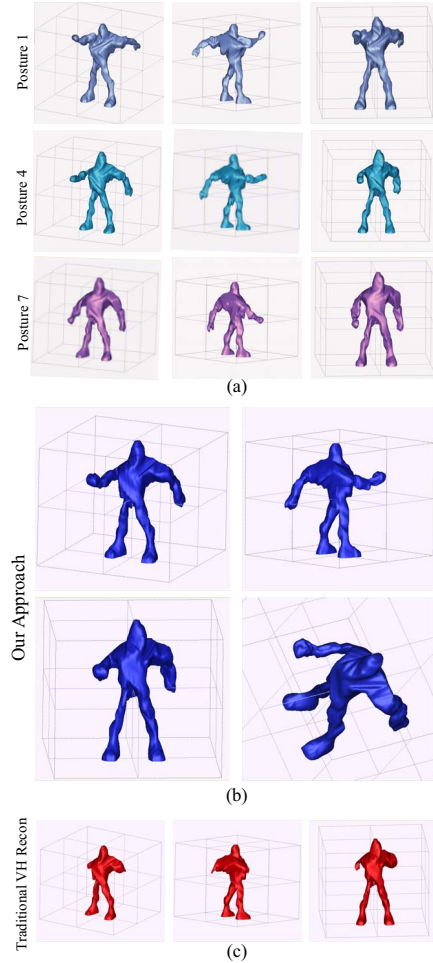 Posture 1
Posture 4
Posture 7
(a)
Our Approach
(b)
Traditional VH Recon
(c)